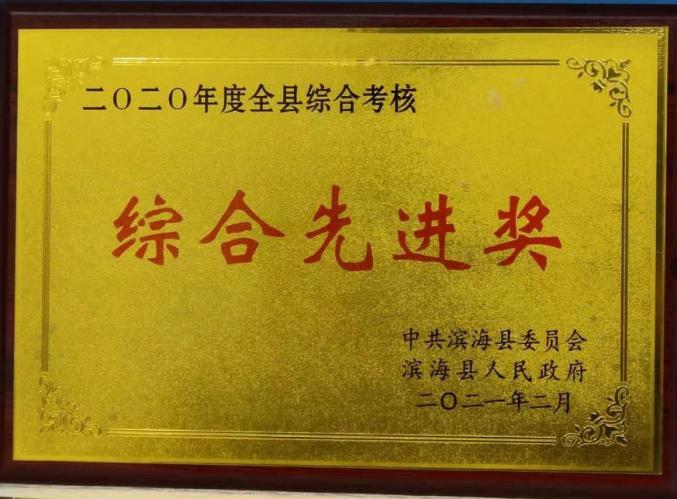 二〇二〇年度全县综合考核
综合先进奖
中共滨海县委员会
滨海县人民政府
二〇二一年二月